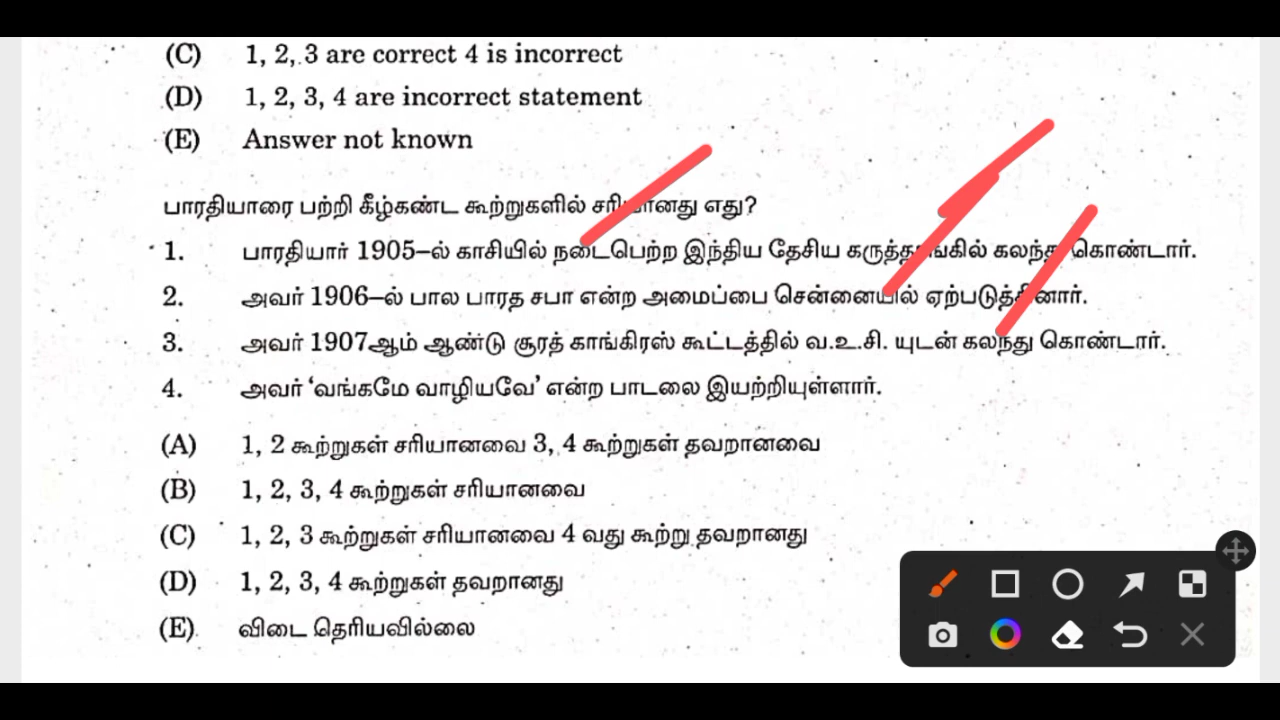 (C) 1, 2, 3 are correct 4 is incorrect
(D) 1, 2, 3, 4 are incorrect statement
(E) Answer not known
பாரதியாரை பற்றி கீழ்கண்ட கூற்றுகளில் சரியானது எது?
1. பாரதியார் 1905–ல் காசியில் நடைபெற்ற இந்திய தேசிய கருத்தரங்கில் கலந்து கொண்டார்.
2. அவர் 1906–ல் பால பாரத சபா என்ற அமைப்பை சென்னையில் ஏற்படுத்தினார்.
3. அவர் 1907ஆம் ஆண்டு சூரத் காங்கிரஸ் கூட்டத்தில் வ.உ.சி. யுடன் கலந்து கொண்டார்.
4. அவர் ‘வங்கமே வாழியவே’ என்ற பாடலை இயற்றியுள்ளார்.
(A) 1, 2 கூற்றுகள் சரியானவை 3, 4 கூற்றுகள் தவறானவை
(B) 1, 2, 3, 4 கூற்றுகள் சரியானவை
(C) 1, 2, 3 கூற்றுகள் சரியானவை 4 வது கூற்று தவறானது
(D) 1, 2, 3, 4 கூற்றுகள் தவறானது
(E) விடை தெரியவில்லை